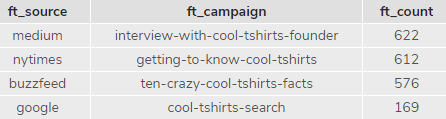 ft_source ft_campaign ft_count
medium interview-with-cool-tshirts-founder 622
nytimes getting-to-know-cool-tshirts 612
buzzfeed ten-crazy-cool-tshirts-facts 576
google cool-tshirts-search 169